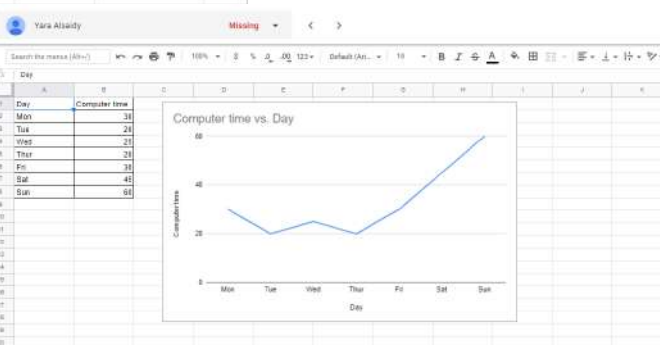 Yara Alsaidy
Missing
Search the menus (Alt+/)
100%
$ % .0 .00 123
Default (Ari...
10
B I S A
Day
A B C D E F G H I J K
Day Computer time
Mon 30
Tue 20
Wed 25
Thur 20
Fri 30
Sat 45
Sun 60
Computer time vs. Day
60
40
20
0
Computer time
Mon Tue Wed Thur Fri Sat Sun
Day